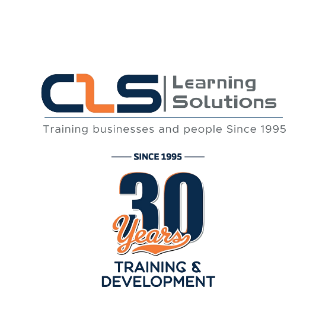 CLS Learning
Solutions
Training businesses and people Since 1995
SINCE 1995
30
Years
TRAINING &
DEVELOPMENT